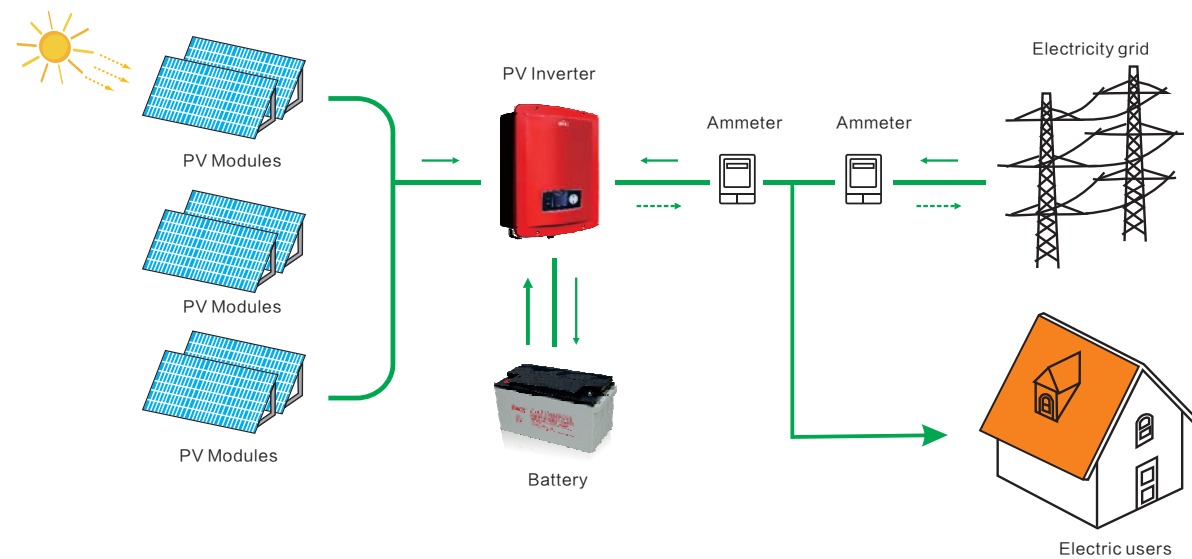 Electricity grid
PV Inverter
Ammeter
Ammeter
PV Modules
PV Modules
PV Modules
Battery
Electric users